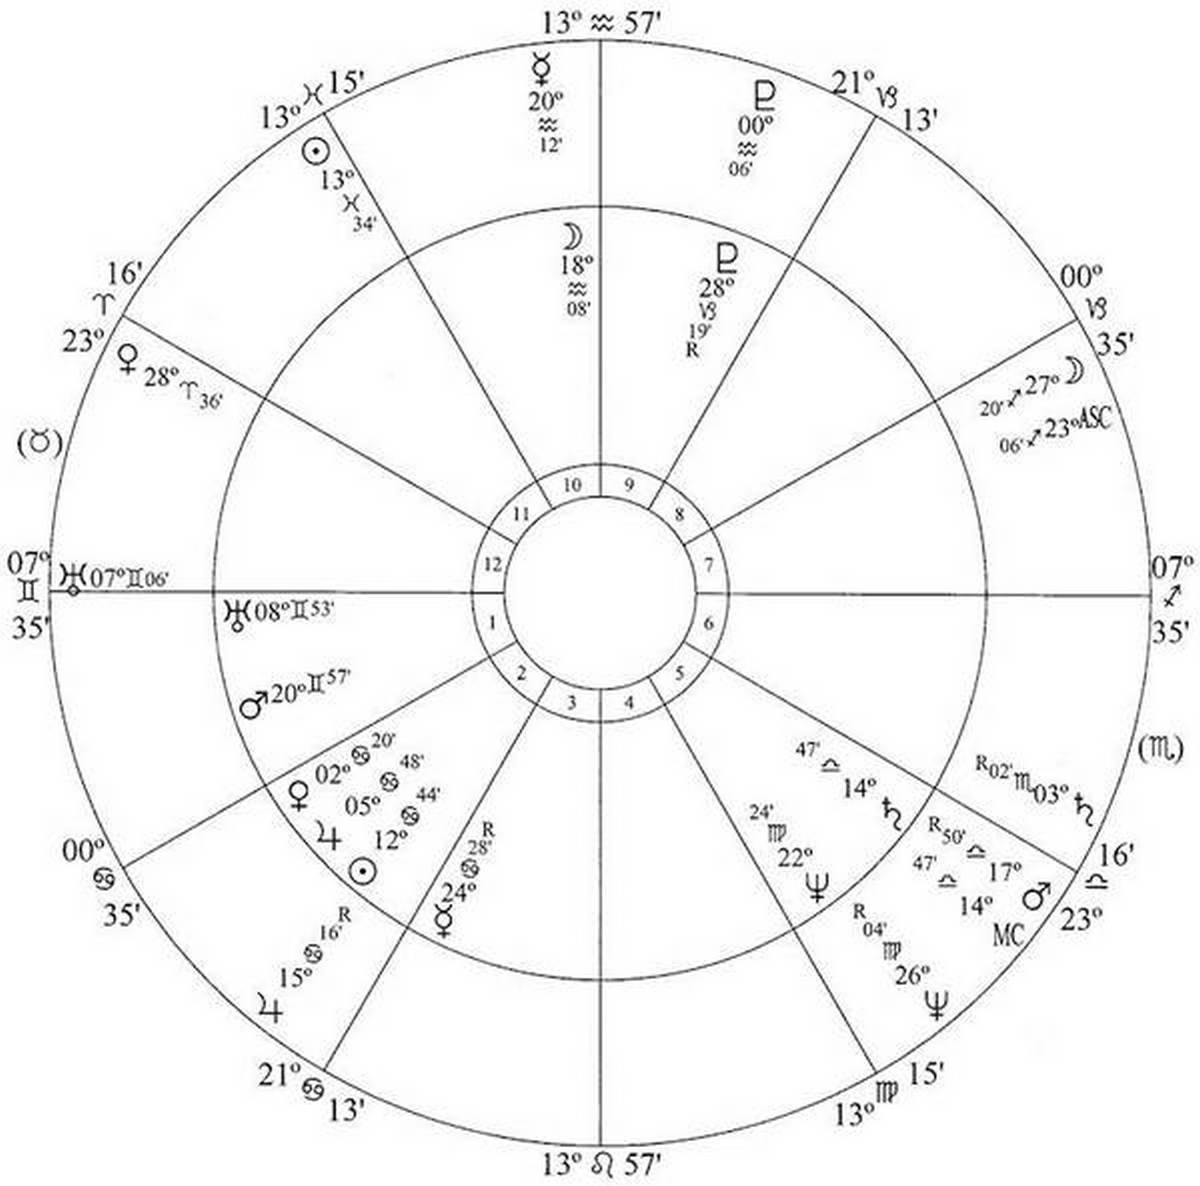 13° ♒ 57'
☿
20°
♒
12'
♇
00°
♒
06'
21° ♑ 13'
13° ♓ 15'
☉
13°
♓
34'
☽
18°
♒
08'
♇
28°
♑
19'
R
00°
♑
35'
16'
♈
23°
♀ 28° ♈ 36'
20' ♐ 27° ☽
06' ♐ 23° ASC
(♉)
10
9
11
8
12
7
1
6
2
5
3
4
07°
♊
35'
♅ 07° ♊ 06'
♅ 08° ♊ 53'
♂ 20° ♊ 57'
07°
♐
35'
(♏)
♀ 02° ♋ 20'
♃ 05° ♋ 48'
☉ 12° ♋ 44'
R
28'
♋
24°
☿
47' ♎ 14° ♄
24' ♍ 22° ♆
R 02' ♏ 03° ♄
R 50' ♎ 17° ♂
47' ♎ 14° MC
R 04' ♍ 26° ♆
00°
♋
35'
16'
♎
23°
♃ 15° ♋ 16' R
21° ♋ 13'
13° ♍ 15'
13° ♌ 57'